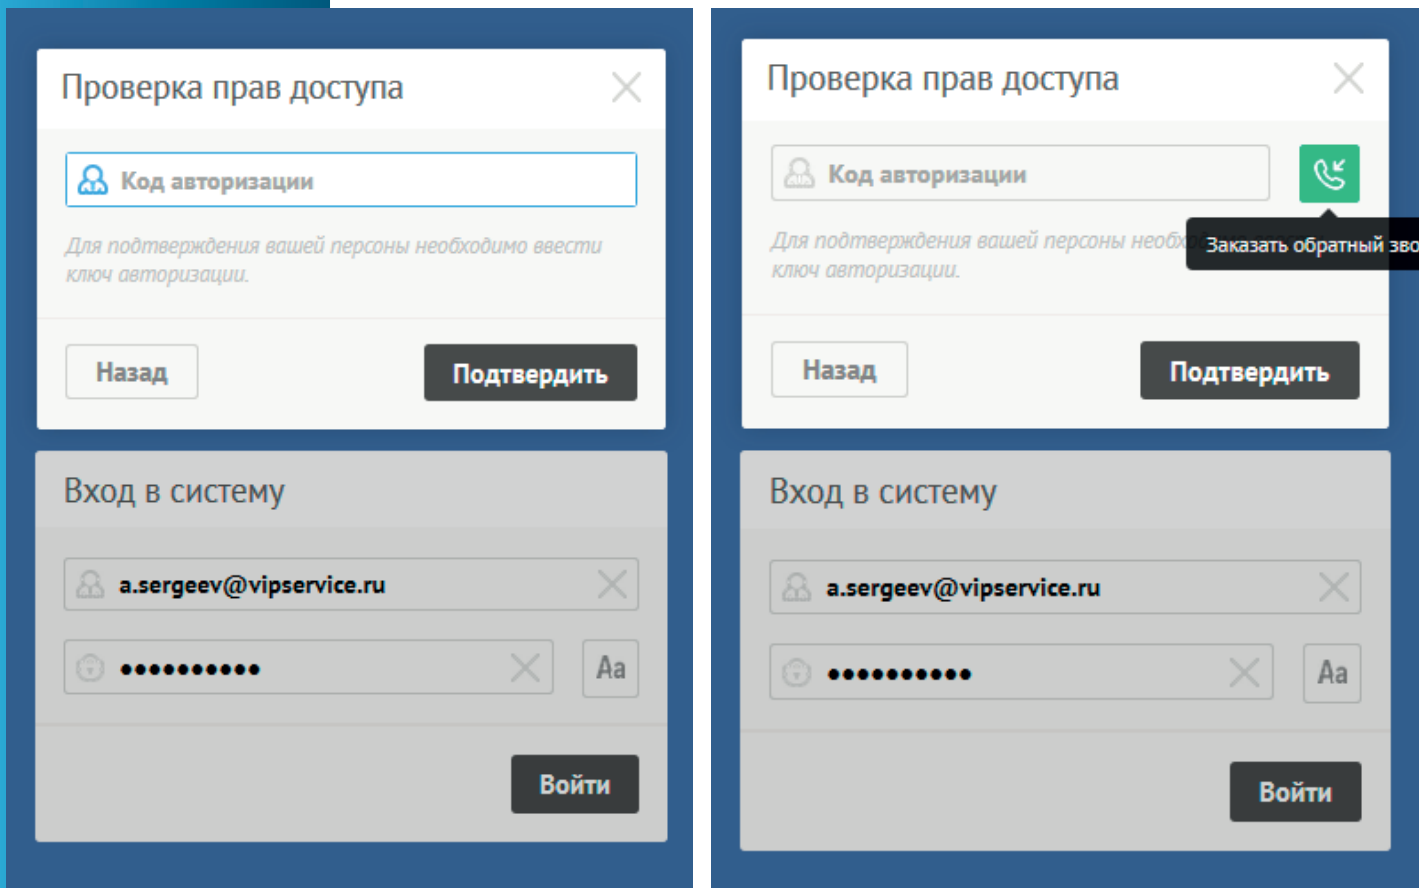 Проверка прав доступа
Код авторизации
Для подтверждения вашей персоны необходимо ввести
ключ авторизации.
Назад
Подтвердить
Вход в систему
a.sergeev@vipservice.ru
Aa
Войти
Проверка прав доступа
Код авторизации
Для подтверждения вашей персоны
Заказать обратный
ключ авторизации.
Назад
Подтвердить
Вход в систему
a.sergeev@vipservice.ru
Aa
Войти